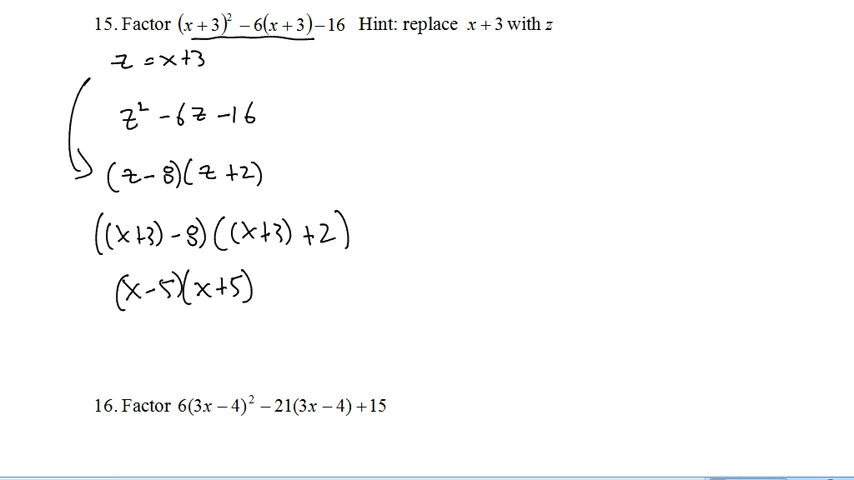 15. Factor (x + 3)² − 6(x + 3) − 16 Hint: replace x + 3 with z
z = x+3
z² - 6z - 16
(z - 8)(z + 2)
((x+3) - 8)((x+3) + 2)
(x - 5)(x + 5)
16. Factor 6(3x − 4)² − 21(3x − 4) + 15